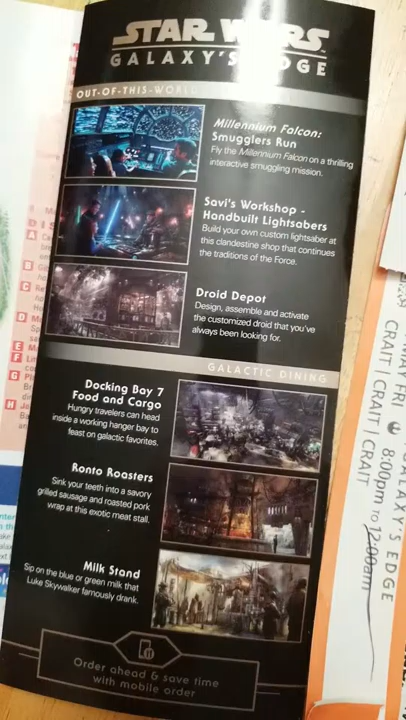 STAR WARS
GALAXY'S EDGE
OUT-OF-THIS-WORLD
Millennium Falcon:
Smugglers Run
Fly the Millennium Falcon on a thrilling
interactive smuggling mission.
Savi's Workshop -
Handbuilt Lightsabers
Build your own custom lightsaber at
this clandestine shop that continues
the traditions of the Force.
Droid Depot
Design, assemble and activate
the customized droid that you've
always been looking for.
GALACTIC DINING
Docking Bay 7
Food and Cargo
Hungry travelers can head
inside a working hanger bay to
feast on galactic favorites.
Ronto Roasters
Sink your teeth into a savory
grilled sausage and roasted pork
wrap at this exotic meat stall.
Milk Stand
Sip on the blue or green milk that
Luke Skywalker famously drank.
Order ahead & save time
with mobile order
GALAXY'S EDGE
MAY FRI 8:00pm to 12:00am
CRAIT | CRAIT | CRAIT
A
B
C
D
E
F
G
H